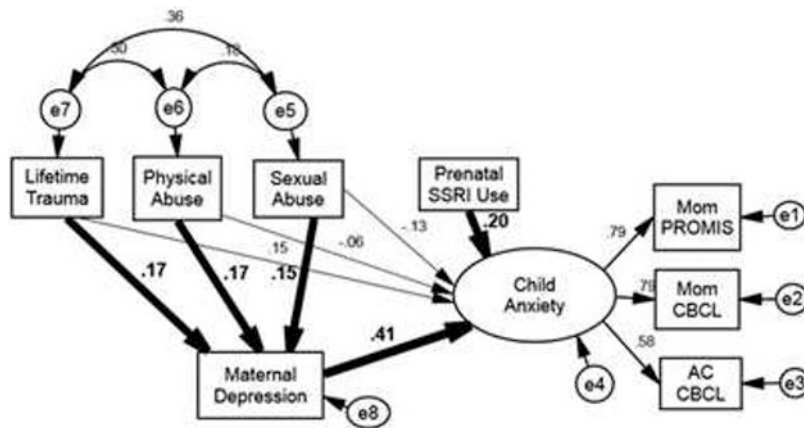 .36
.30
.18
e7
e6
e5
Lifetime
Trauma
Physical
Abuse
Sexual
Abuse
Prenatal
SSRI Use
Mom
PROMIS
e1
-.13
.20
.79
-.06
.15
.17
.17
.15
Child
Anxiety
.79
Mom
CBCL
e2
.41
.58
Maternal
Depression
e8
e4
AC
CBCL
e3